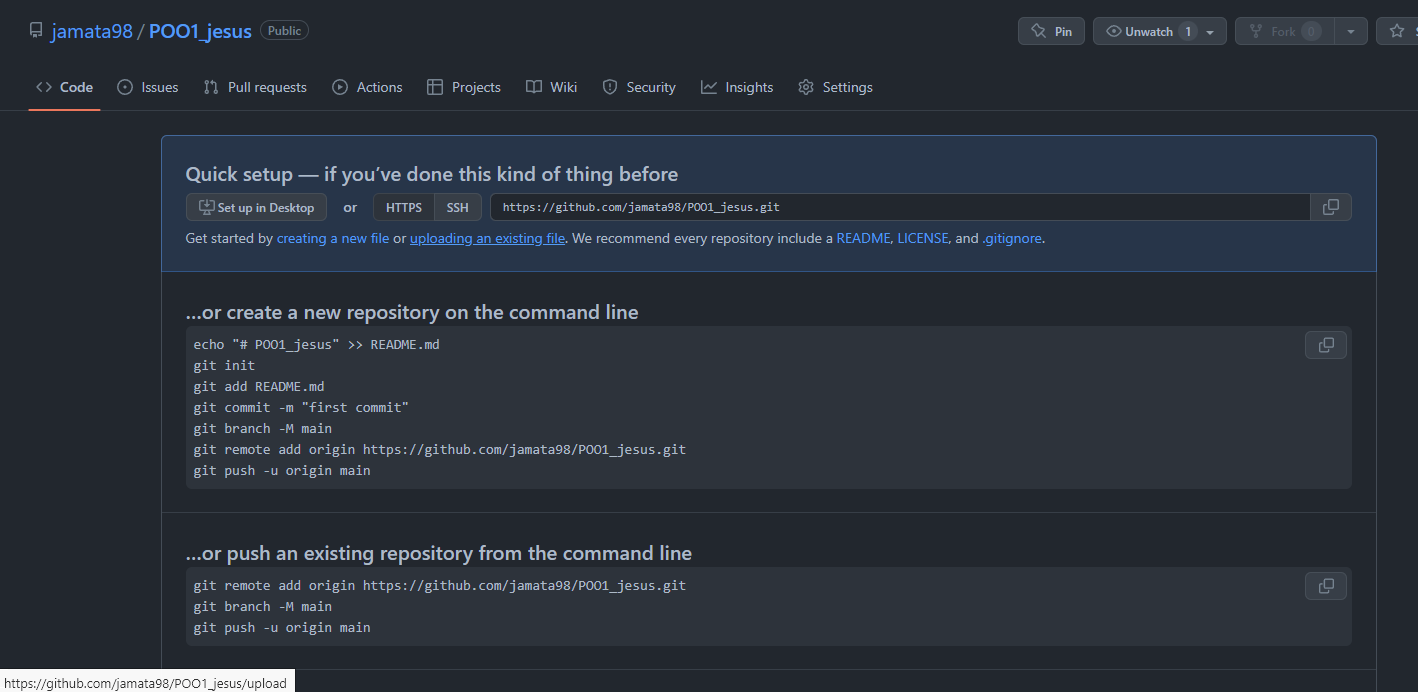 jamata98 / POO1_jesus Public Pin Unwatch 1 Fork 0
Code Issues Pull requests Actions Projects Wiki Security Insights Settings
Quick setup — if you’ve done this kind of thing before
Set up in Desktop or HTTPS SSH https://github.com/jamata98/POO1_jesus.git
Get started by creating a new file or uploading an existing file. We recommend every repository include a README, LICENSE, and .gitignore.
…or create a new repository on the command line
echo "# POO1_jesus" >> README.md
git init
git add README.md
git commit -m "first commit"
git branch -M main
git remote add origin https://github.com/jamata98/POO1_jesus.git
git push -u origin main
…or push an existing repository from the command line
git remote add origin https://github.com/jamata98/POO1_jesus.git
git branch -M main
git push -u origin main
https://github.com/jamata98/POO1_jesus/upload